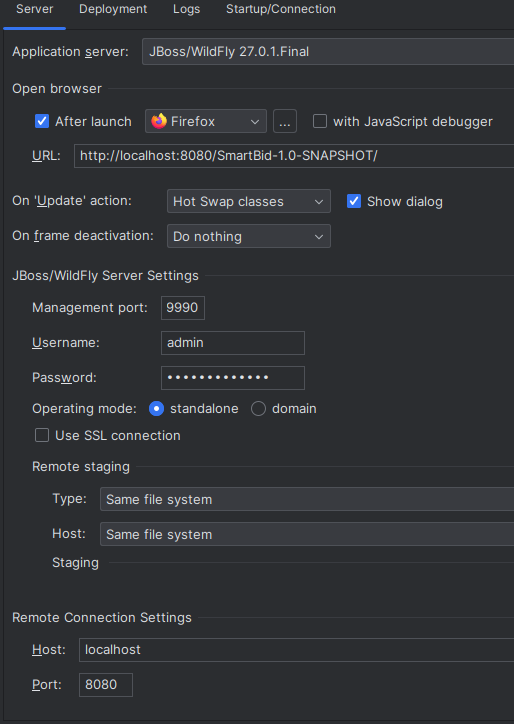 Server Deployment Logs Startup/Connection
Application server: JBoss/WildFly 27.0.1.Final
Open browser
After launch Firefox ... with JavaScript debugger
URL: http://localhost:8080/SmartBid-1.0-SNAPSHOT/
On 'Update' action: Hot Swap classes Show dialog
On frame deactivation: Do nothing
JBoss/WildFly Server Settings
Management port: 9990
Username: admin
Password: •••••••••••••
Operating mode: standalone domain
Use SSL connection
Remote staging
Type: Same file system
Host: Same file system
Staging
Remote Connection Settings
Host: localhost
Port: 8080